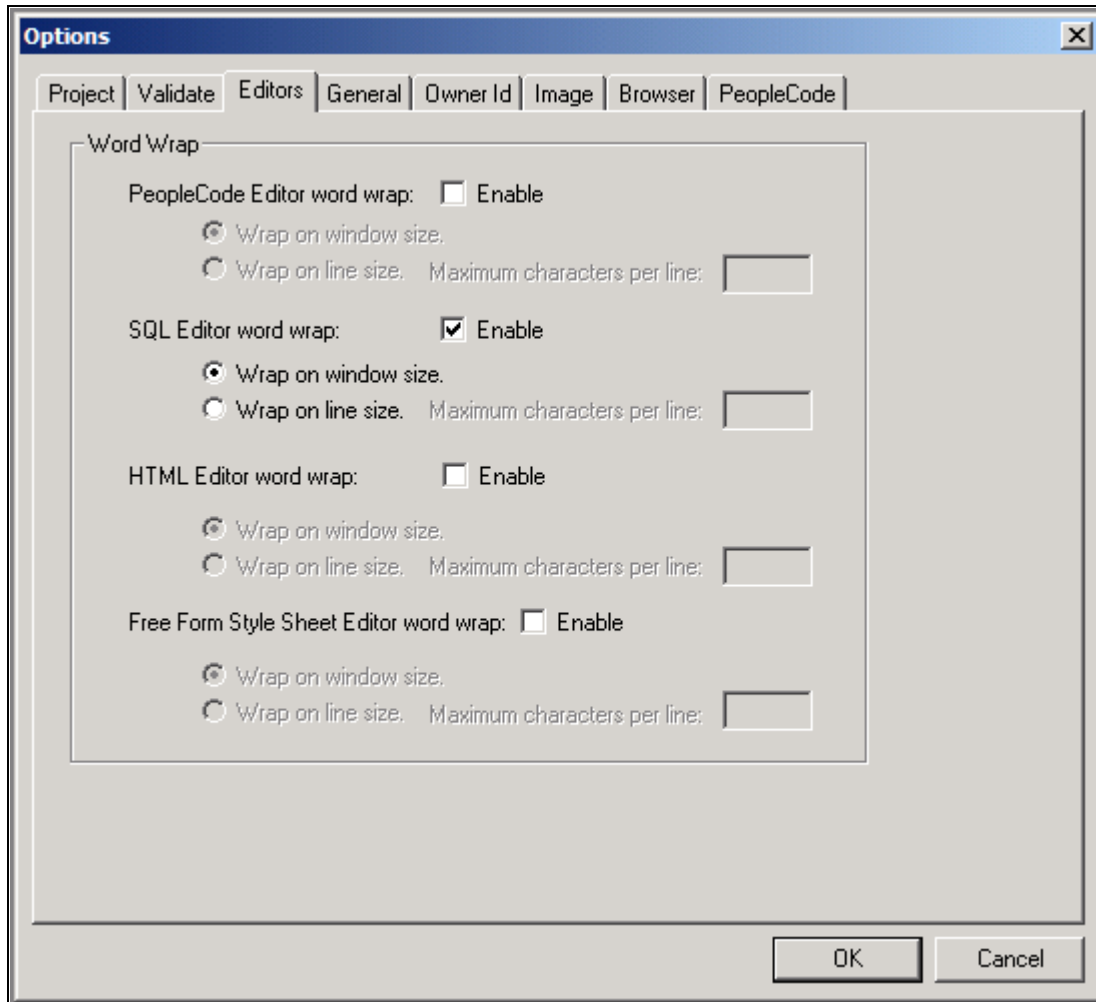 Options
Project Validate Editors General Owner Id Image Browser PeopleCode
Word Wrap
PeopleCode Editor word wrap: Enable
Wrap on window size.
Wrap on line size. Maximum characters per line:
SQL Editor word wrap: Enable
Wrap on window size.
Wrap on line size. Maximum characters per line:
HTML Editor word wrap: Enable
Wrap on window size.
Wrap on line size. Maximum characters per line:
Free Form Style Sheet Editor word wrap: Enable
Wrap on window size.
Wrap on line size. Maximum characters per line:
OK Cancel